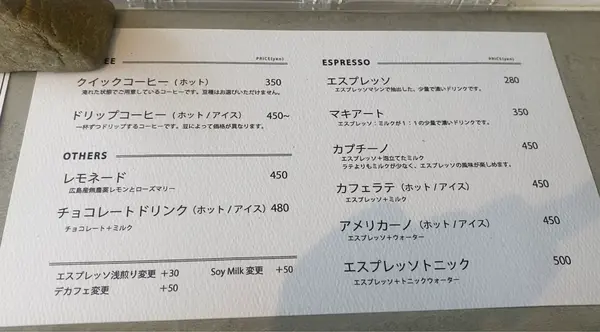 EE PRICE(yen)
クイックコーヒー(ホット) 350
淹れた状態でご用意しているコーヒーです。豆種はお選びいただけません。
ドリップコーヒー(ホット/アイス) 450~
一杯ずつドリップするコーヒーです。豆によって価格が異なります。
OTHERS
レモネード 450
広島産無農薬レモンとローズマリー
チョコレートドリンク(ホット/アイス) 480
チョコレート+ミルク
エスプレッソ浅煎り変更 +30 Soy Milk 変更 +50
デカフェ変更 +50
ESPRESSO PRICE(yen)
エスプレッソ 280
エスプレッソマシンで抽出した、少量で濃いドリンクです。
マキアート 350
エスプレッソ:ミルクが1:1の少量で濃いドリンクです。
カプチーノ 450
エスプレッソ+泡立てたミルク
ラテよりもミルクが少なく、エスプレッソの風味が楽しめます。
カフェラテ(ホット/アイス) 450
エスプレッソ+ミルク
アメリカーノ(ホット/アイス) 450
エスプレッソ+ウォーター
エスプレッソトニック 500
エスプレッソ+トニックウォーター